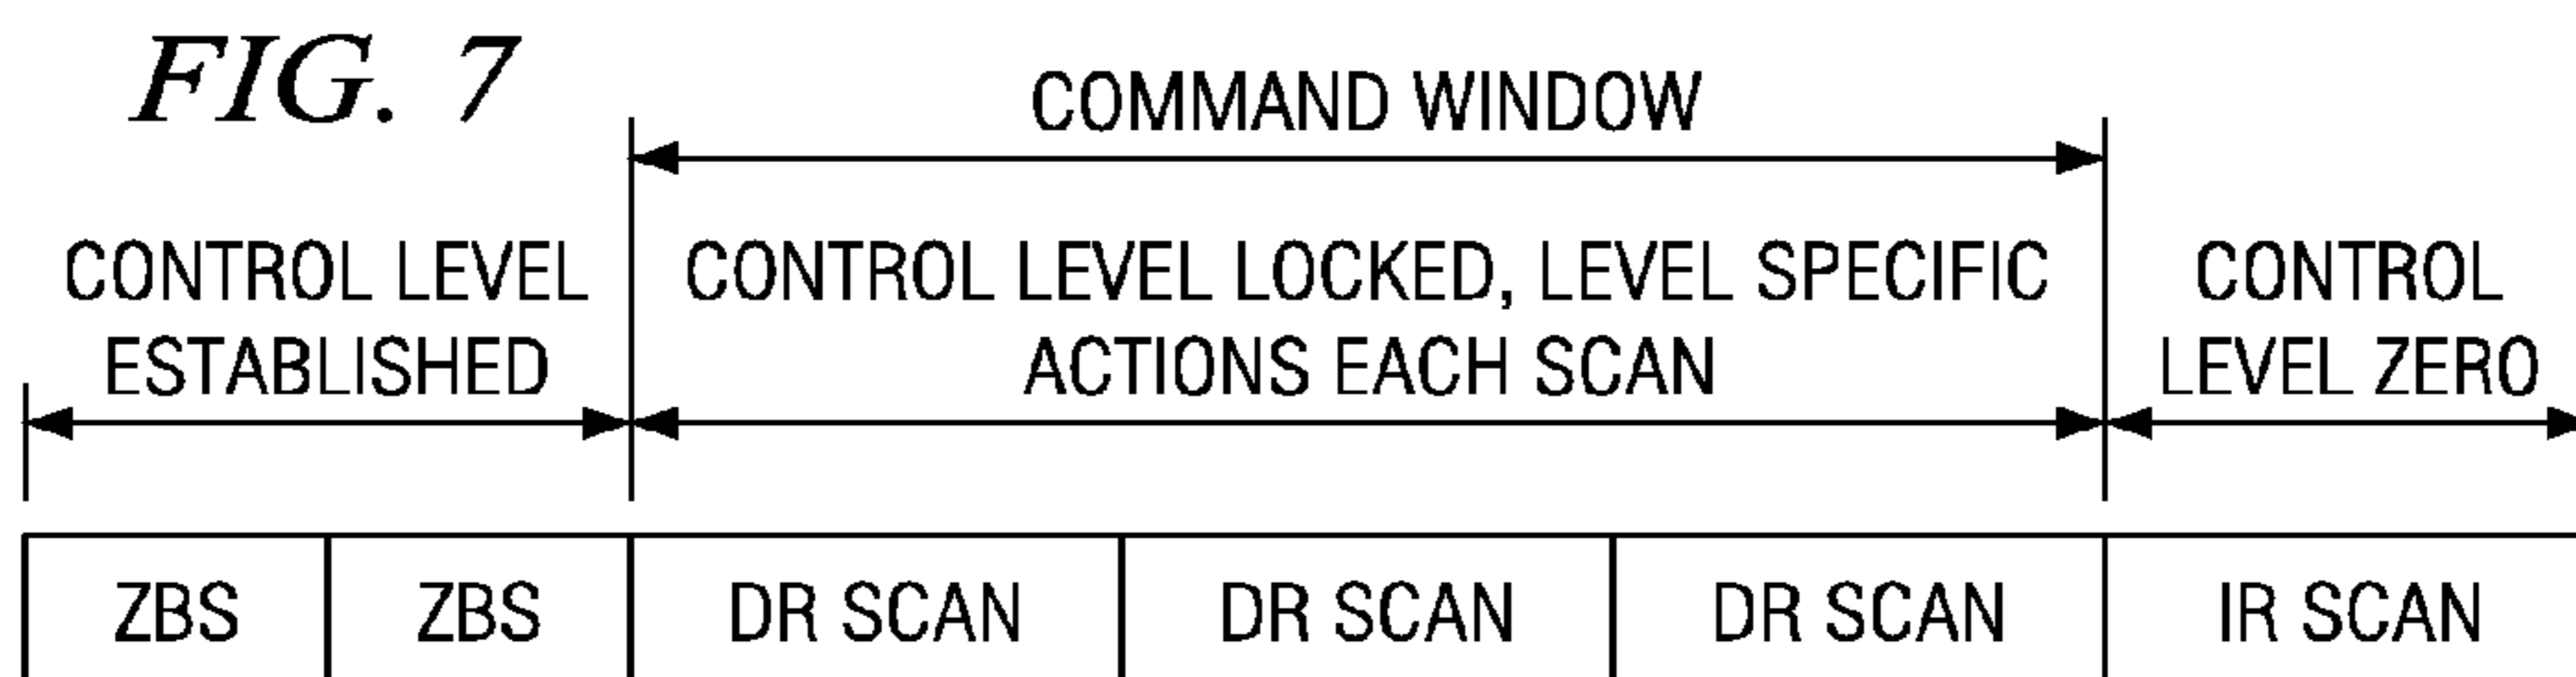 FIG. 7
COMMAND WINDOW
CONTROL LEVEL
ESTABLISHED
CONTROL LEVEL LOCKED, LEVEL SPECIFIC
ACTIONS EACH SCAN
CONTROL
LEVEL ZERO
ZBS ZBS DR SCAN DR SCAN DR SCAN IR SCAN